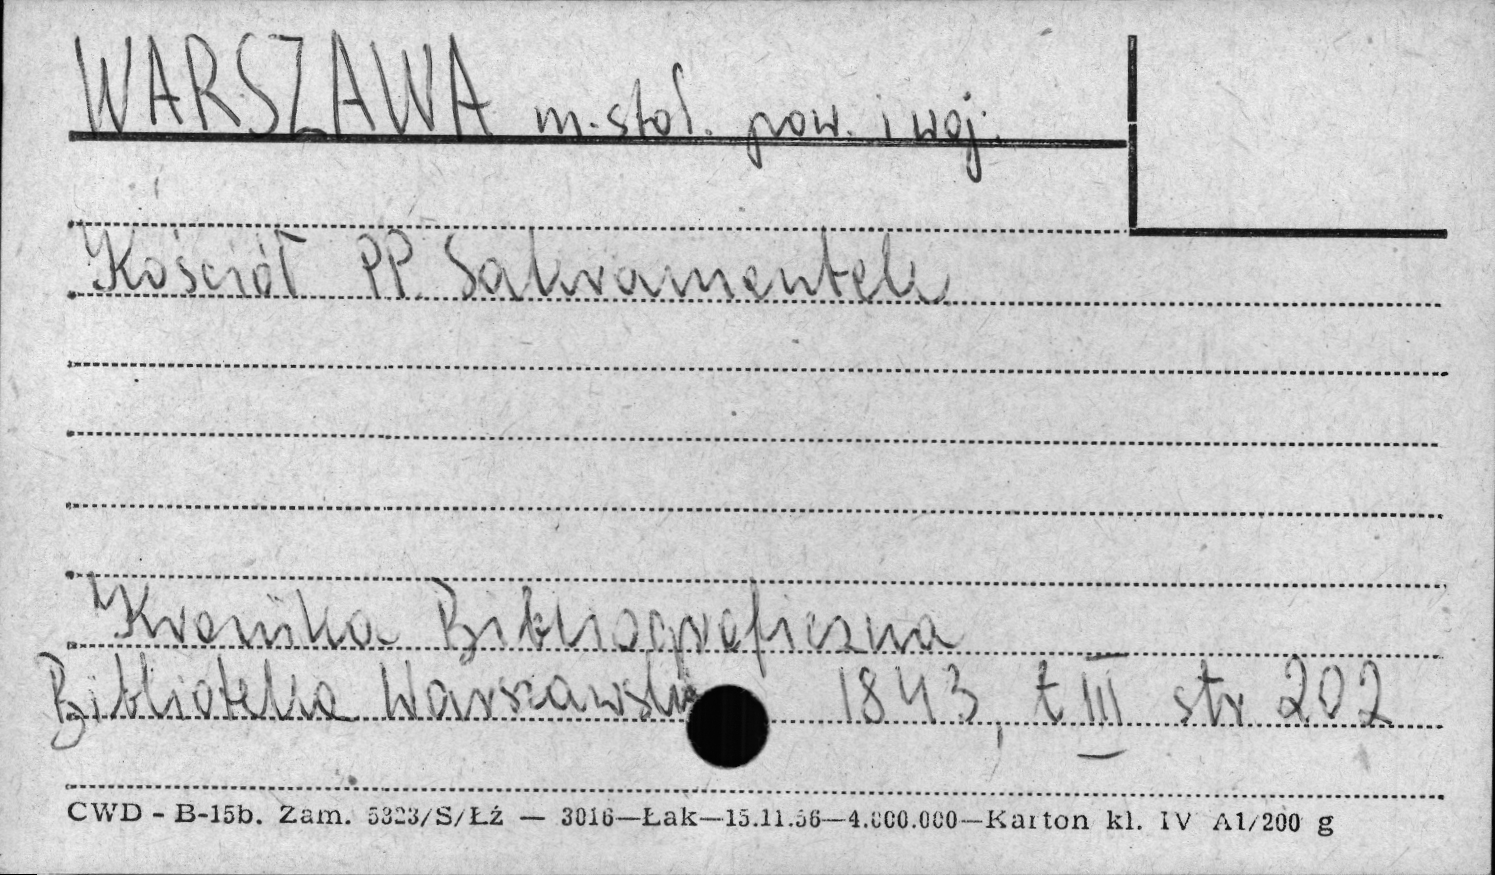 WARSZAWA m. stoł. pow. i woj.
Kościół PP. Sakramentek
Kronika Bibliograficzna
Biblioteka Warszawska 1843, t III str 202
CWD - B-15b. Zam. 5323/S/Łź — 3016—Łak—15.11.56—4.000.000—Karton kl. IV A1/200 g